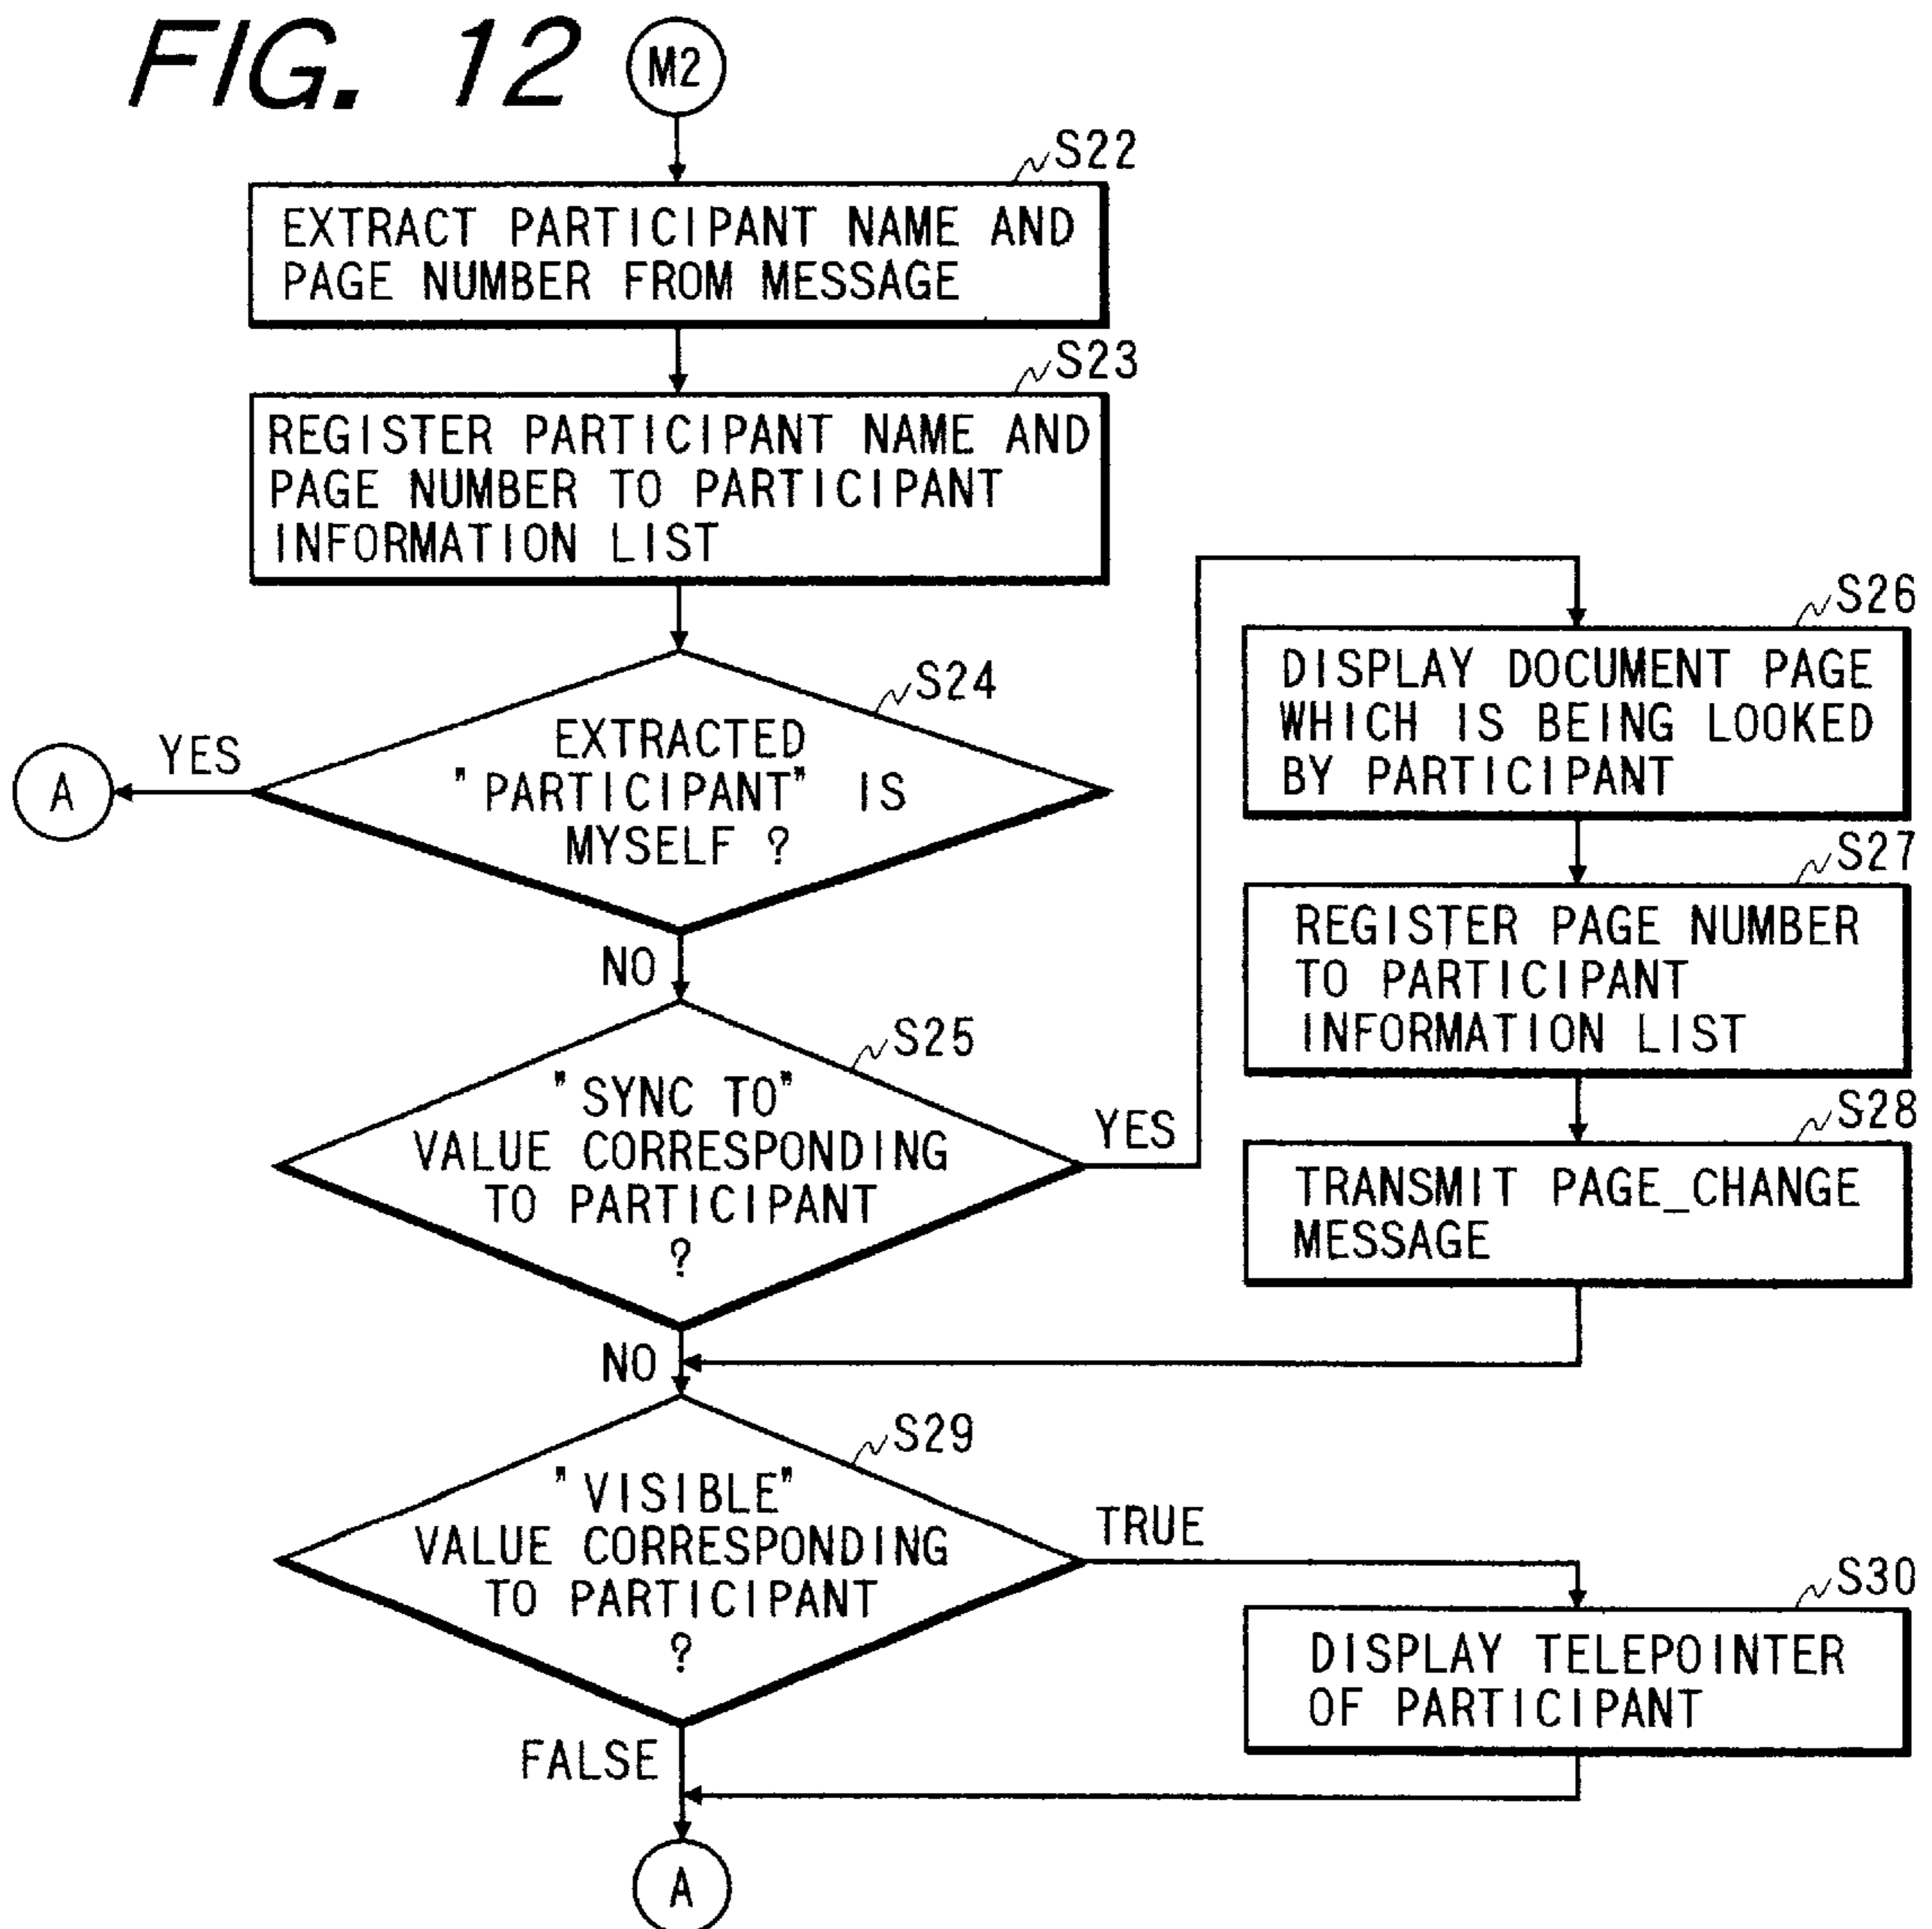 FIG. 12
M2
S22
EXTRACT PARTICIPANT NAME AND
PAGE NUMBER FROM MESSAGE
S23
REGISTER PARTICIPANT NAME AND
PAGE NUMBER TO PARTICIPANT
INFORMATION LIST
S24
EXTRACTED
"PARTICIPANT" IS
MYSELF ?
YES
A
NO
S25
"SYNC TO"
VALUE CORRESPONDING
TO PARTICIPANT
?
YES
NO
S26
DISPLAY DOCUMENT PAGE
WHICH IS BEING LOOKED
BY PARTICIPANT
S27
REGISTER PAGE NUMBER
TO PARTICIPANT
INFORMATION LIST
S28
TRANSMIT PAGE_CHANGE
MESSAGE
S29
"VISIBLE"
VALUE CORRESPONDING
TO PARTICIPANT
?
TRUE
FALSE
S30
DISPLAY TELEPOINTER
OF PARTICIPANT
A